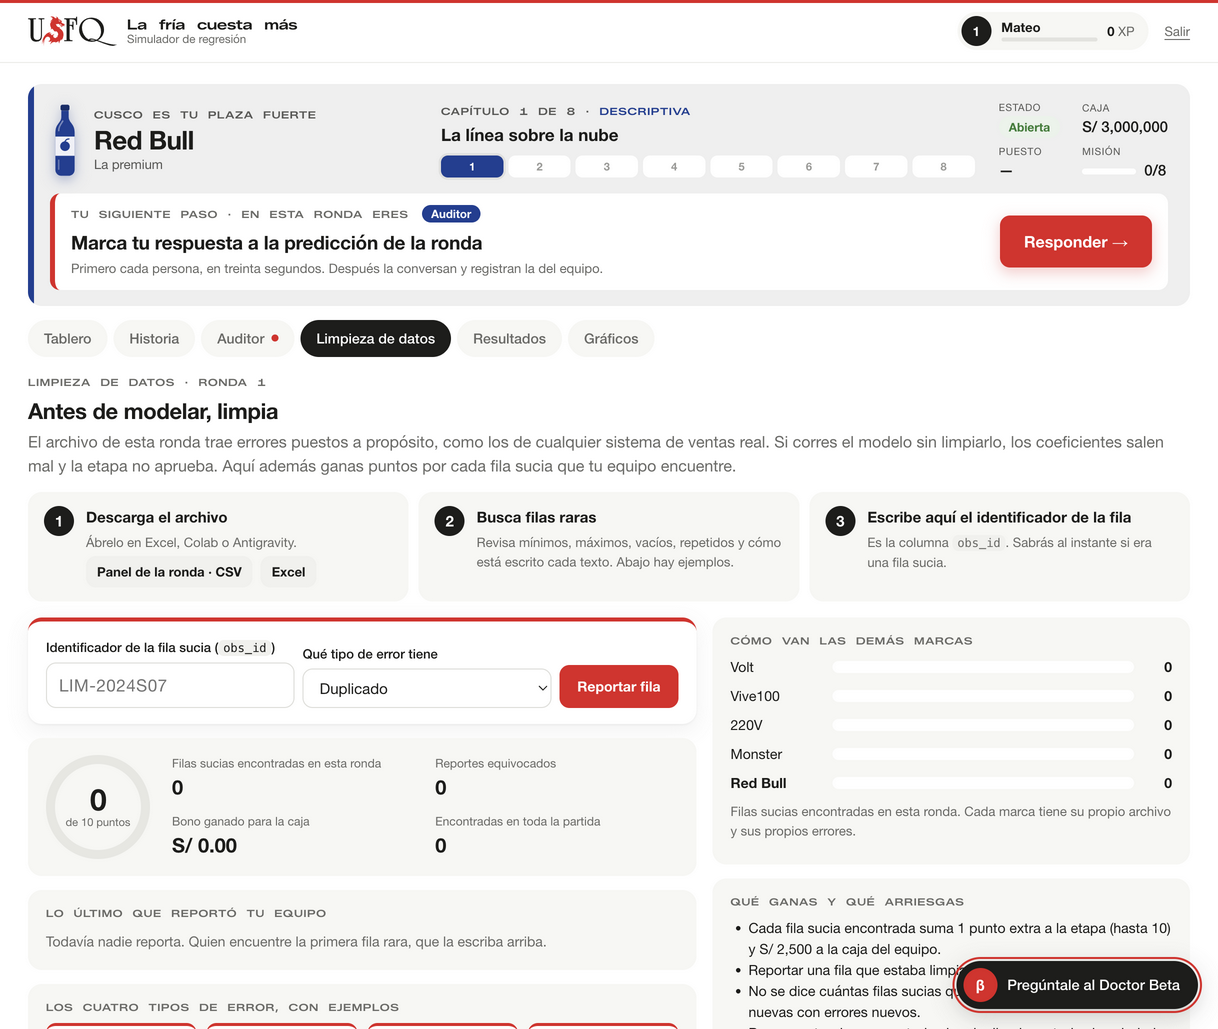 USFQ
La fría cuesta más
Simulador de regresión
1
Mateo
0 XP
Salir
CUSCO ES TU PLAZA FUERTE
Red Bull
La premium
CAPÍTULO 1 DE 8 · DESCRIPTIVA
La línea sobre la nube
1 2 3 4 5 6 7 8
ESTADO
Abierta
CAJA
S/ 3,000,000
PUESTO
—
MISIÓN
0/8
TU SIGUIENTE PASO · EN ESTA RONDA ERES Auditor
Marca tu respuesta a la predicción de la ronda
Primero cada persona, en treinta segundos. Después la conversan y registran la del equipo.
Responder →
Tablero
Historia
Auditor
Limpieza de datos
Resultados
Gráficos
LIMPIEZA DE DATOS · RONDA 1
Antes de modelar, limpia
El archivo de esta ronda trae errores puestos a propósito, como los de cualquier sistema de ventas real. Si corres el modelo sin limpiarlo, los coeficientes salen
mal y la etapa no aprueba. Aquí además ganas puntos por cada fila sucia que tu equipo encuentre.
1
Descarga el archivo
Ábrelo en Excel, Colab o Antigravity.
Panel de la ronda · CSV
Excel
2
Busca filas raras
Revisa mínimos, máximos, vacíos, repetidos y cómo
está escrito cada texto. Abajo hay ejemplos.
3
Escribe aquí el identificador de la fila
Es la columna obs_id. Sabrás al instante si era
una fila sucia.
Identificador de la fila sucia (obs_id)
LIM-2024S07
Qué tipo de error tiene
Duplicado
Reportar fila
0
de 10 puntos
Filas sucias encontradas en esta ronda
0
Reportes equivocados
0
Bono ganado para la caja
S/ 0.00
Encontradas en toda la partida
0
LO ÚLTIMO QUE REPORTÓ TU EQUIPO
Todavía nadie reporta. Quien encuentre la primera fila rara, que la escriba arriba.
LOS CUATRO TIPOS DE ERROR, CON EJEMPLOS
CÓMO VAN LAS DEMÁS MARCAS
Volt 0
Vive100 0
220V 0
Monster 0
Red Bull 0
Filas sucias encontradas en esta ronda. Cada marca tiene su propio archivo
y sus propios errores.
QUÉ GANAS Y QUÉ ARRIESGAS
• Cada fila sucia encontrada suma 1 punto extra a la etapa (hasta 10)
y S/ 2,500 a la caja del equipo.
• Reportar una fila que estaba
• No se dice cuántas filas sucias
nuevas con errores nuevos.
β
Pregúntale al Doctor Beta